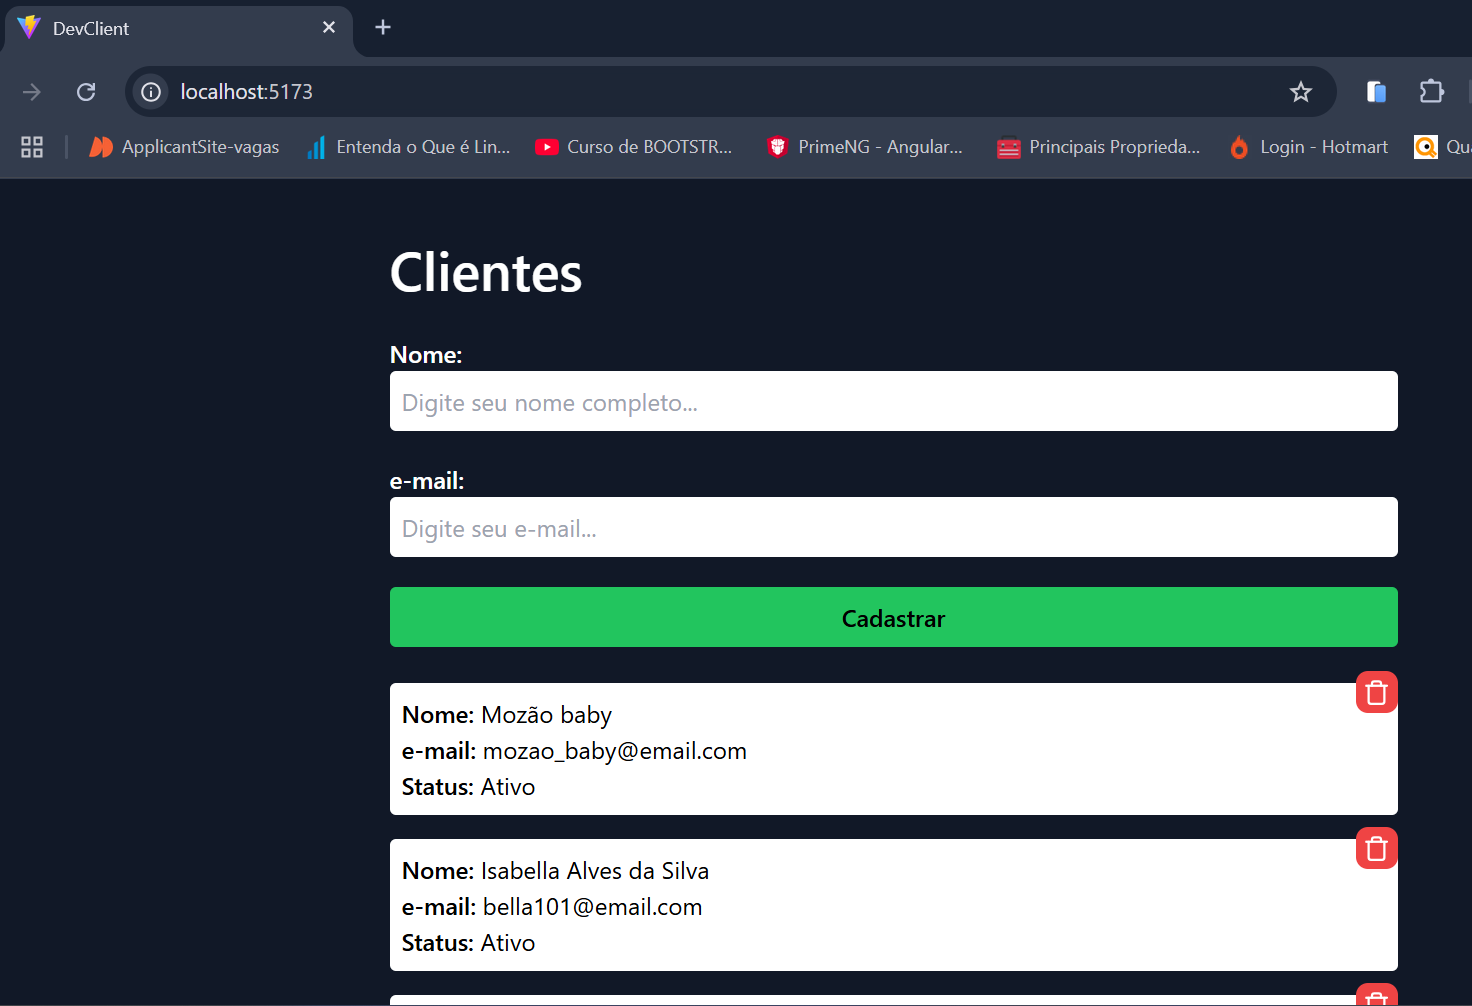 DevClient
localhost:5173
ApplicantSite-vagas
Entenda o Que é Lin...
Curso de BOOTSTR...
PrimeNG - Angular...
Principais Proprieda...
Login - Hotmart
Qua
Clientes
Nome:
Digite seu nome completo...
e-mail:
Digite seu e-mail...
Cadastrar
Nome: Mozão baby
e-mail: mozao_baby@email.com
Status: Ativo
Nome: Isabella Alves da Silva
e-mail: bella101@email.com
Status: Ativo